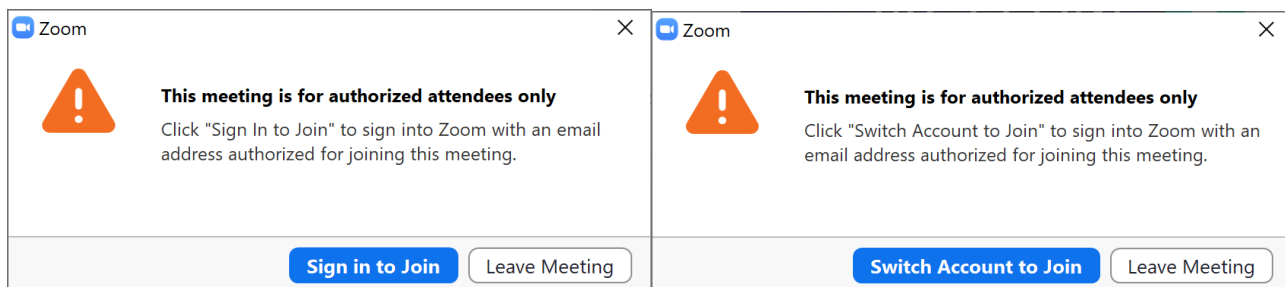 Zoom
This meeting is for authorized attendees only
Click "Sign In to Join" to sign into Zoom with an email
address authorized for joining this meeting.
Sign in to Join
Leave Meeting
Zoom
This meeting is for authorized attendees only
Click "Switch Account to Join" to sign into Zoom with an
email address authorized for joining this meeting.
Switch Account to Join
Leave Meeting